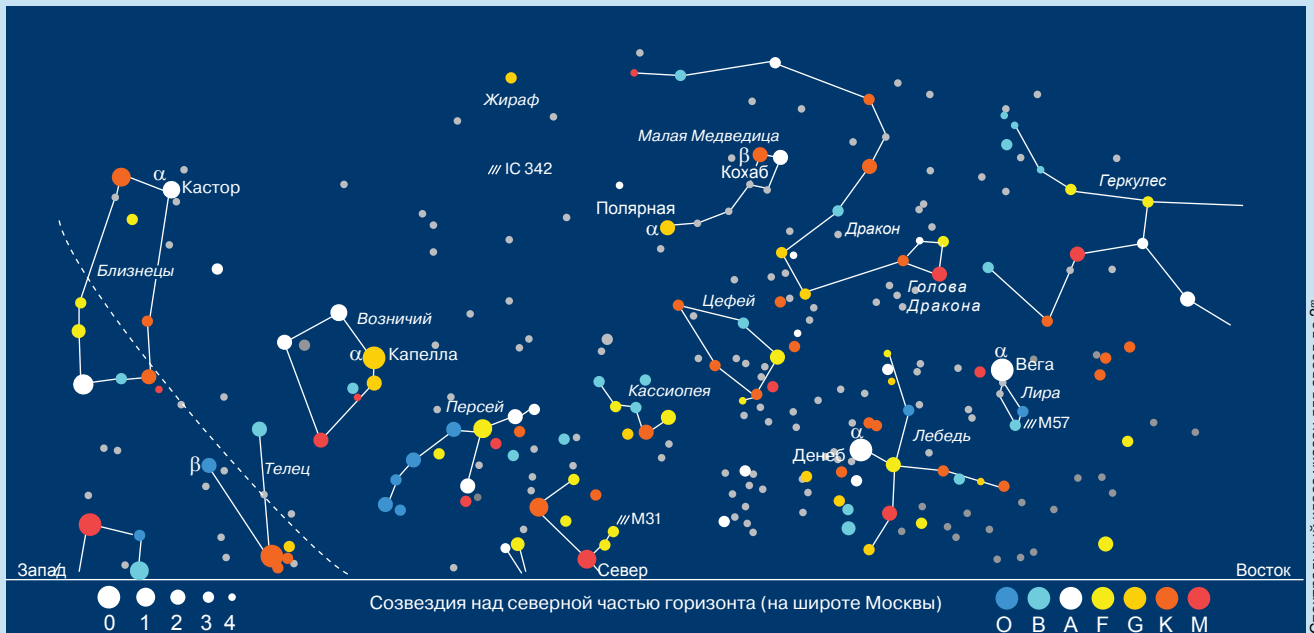 Жираф
Малая Медведица
β
Кохаб
/// IC 342
α
Кастор
Геркулес
Полярная
α
Дракон
Близнецы
Голова
Дракона
Цефей
Возничий
α Капелла
α
Вега
Кассиопея
Лира
Персей
/// M57
α
Лебедь
Денеб
β
Телец
/// M31
Запад
Север
Восток
Созвездия над северной частью горизонта (на широте Москвы)
0 1 2 3 4
O B A F G K M